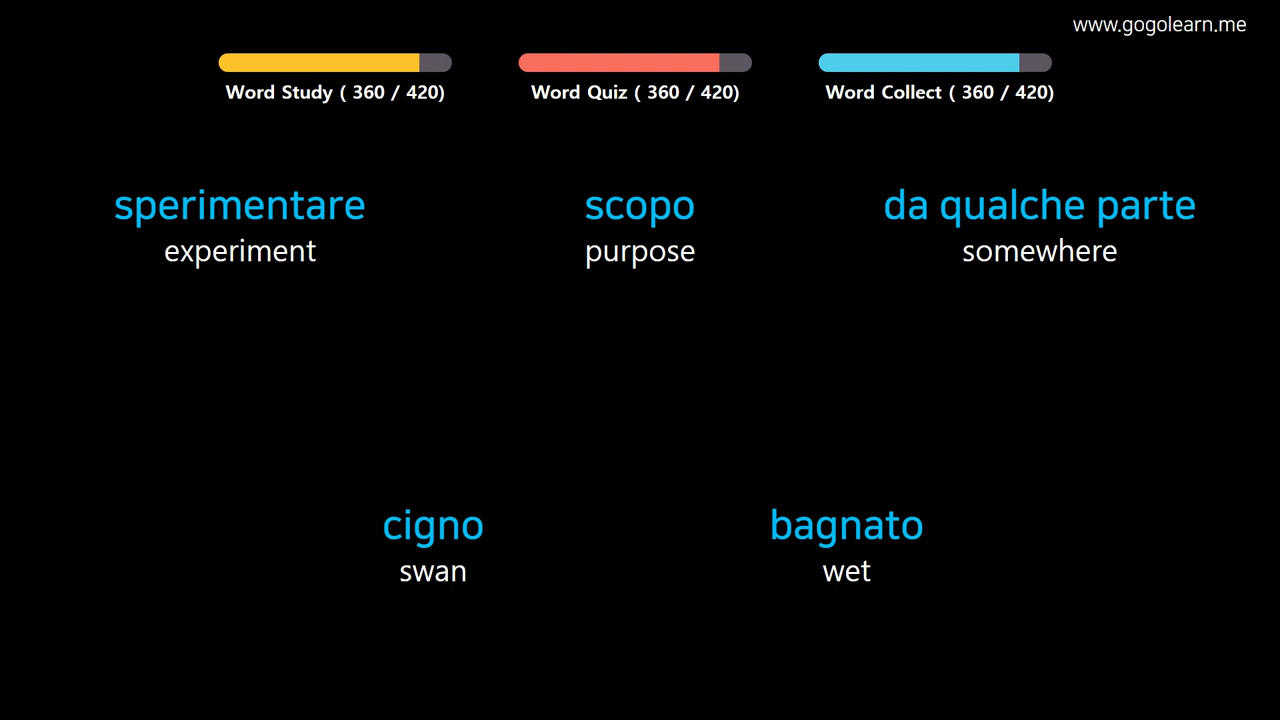 www.gogolearn.me
Word Study ( 360 / 420)
Word Quiz ( 360 / 420)
Word Collect ( 360 / 420)
sperimentare
experiment
scopo
purpose
da qualche parte
somewhere
cigno
swan
bagnato
wet